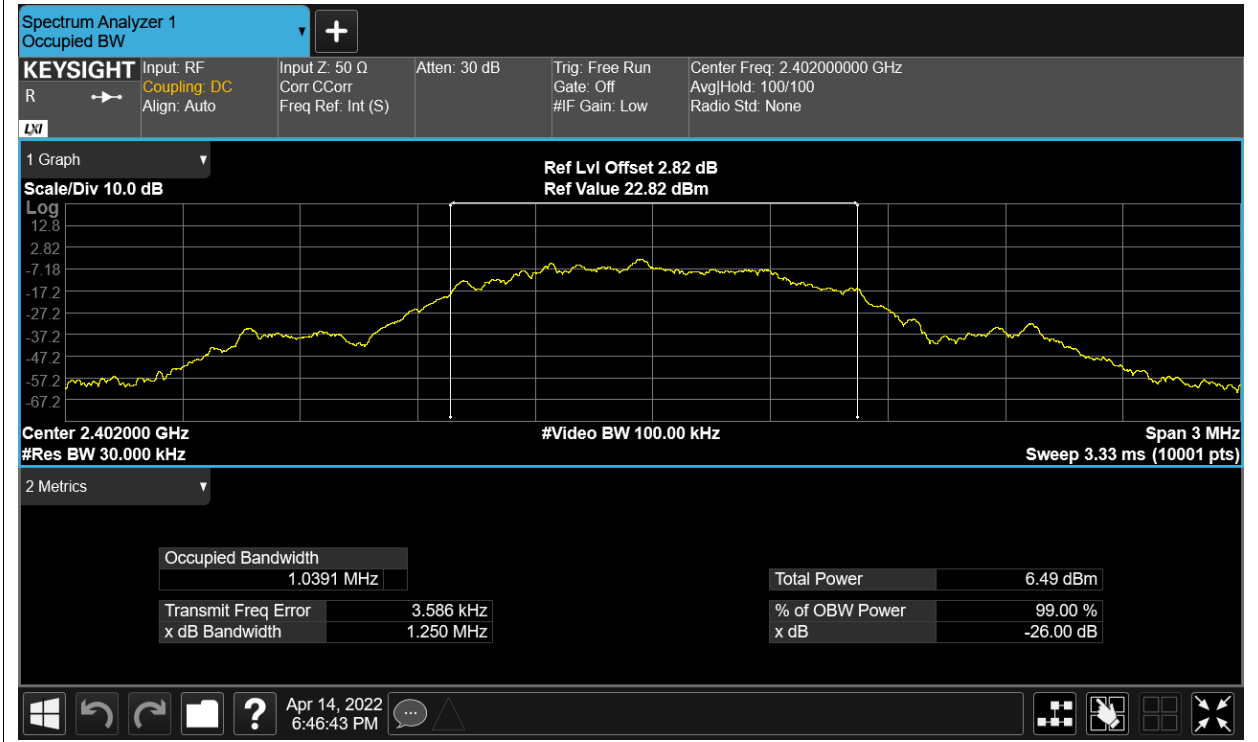 Spectrum Analyzer 1
Occupied BW
KEYSIGHT
R
LXI
Input: RF
Coupling: DC
Align: Auto
Input Z: 50 Ω
Corr CCorr
Freq Ref: Int (S)
Atten: 30 dB
Trig: Free Run
Gate: Off
#IF Gain: Low
Center Freq: 2.402000000 GHz
Avg|Hold: 100/100
Radio Std: None
1 Graph
Scale/Div 10.0 dB
Ref Lvl Offset 2.82 dB
Ref Value 22.82 dBm
Log
12.8
2.82
-7.18
-17.2
-27.2
-37.2
-47.2
-57.2
-67.2
Center 2.402000 GHz
#Res BW 30.000 kHz
#Video BW 100.00 kHz
Span 3 MHz
Sweep 3.33 ms (10001 pts)
2 Metrics
Occupied Bandwidth
1.0391 MHz
Transmit Freq Error 3.586 kHz
x dB Bandwidth 1.250 MHz
Total Power 6.49 dBm
% of OBW Power 99.00 %
x dB -26.00 dB
?
Apr 14, 2022
6:46:43 PM